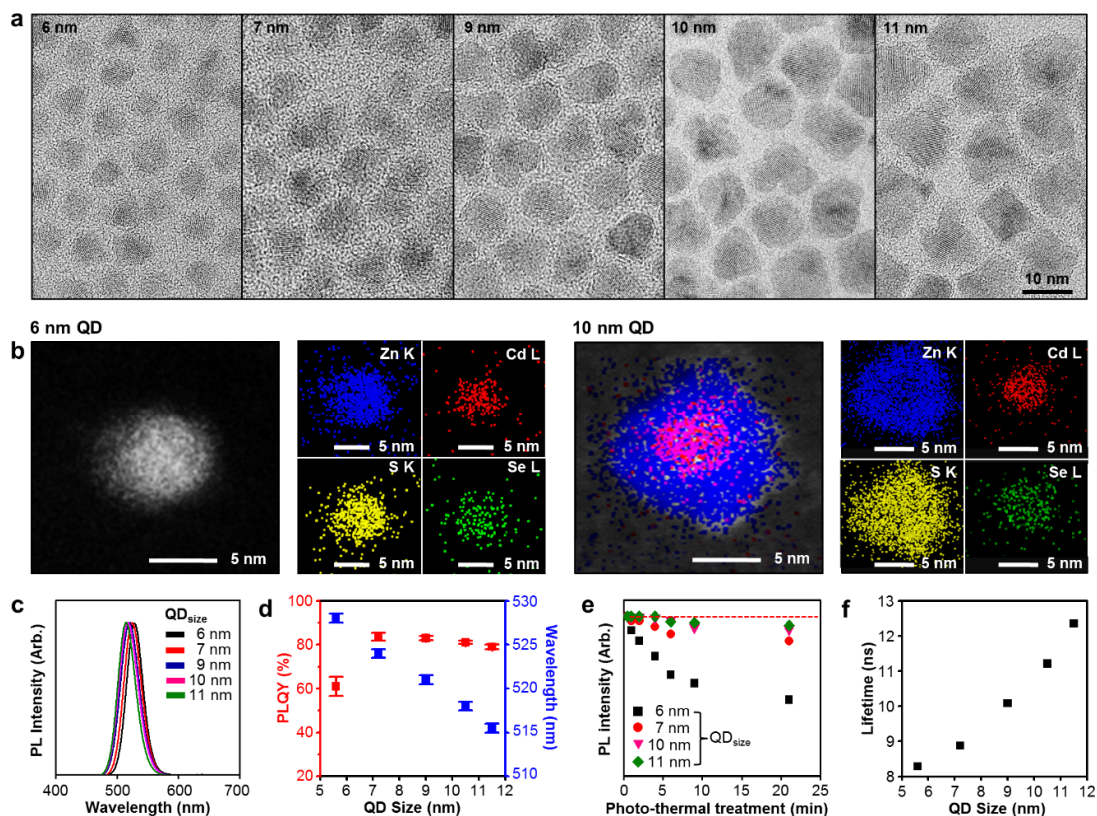 a
6 nm
7 nm
9 nm
10 nm
11 nm
10 nm
6 nm QD
10 nm QD
b
5 nm
Zn K
5 nm
Cd L
5 nm
S K
5 nm
Se L
5 nm
5 nm
Zn K
5 nm
Cd L
5 nm
S K
5 nm
Se L
5 nm
c
PL Intensity (Arb.)
QDsize
6 nm
7 nm
9 nm
10 nm
11 nm
400 500 600 700
Wavelength (nm)
d
PLQY (%)
100
90
80
70
60
50
40
30
20
5 6 7 8 9 10 11 12
QD Size (nm)
530
525
520
515
510
Wavelength (nm)
e
PL intensity (Arb.)
6 nm
7 nm
10 nm
11 nm
QDsize
0 5 10 15 20 25
Photo-thermal treatment (min)
f
Lifetime (ns)
13
12
11
10
9
8
5 6 7 8 9 10 11 12
QD Size (nm)